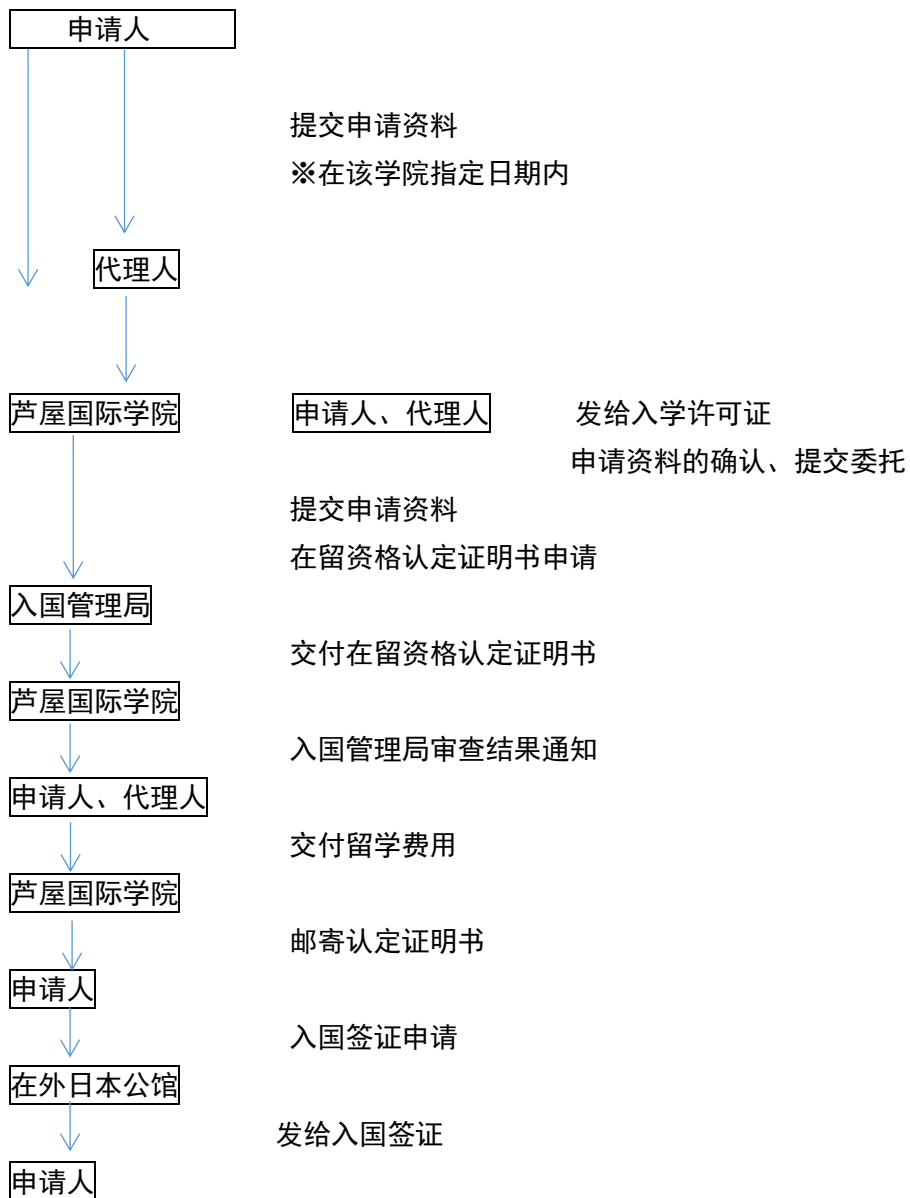 申请人
提交申请资料
※在该学院指定日期内
代理人
芦屋国际学院 申请人、代理人 发给入学许可证
申请资料的确认、提交委托
提交申请资料
在留资格认定证明书申请
入国管理局
交付在留资格认定证明书
芦屋国际学院
入国管理局审查结果通知
申请人、代理人
交付留学费用
芦屋国际学院
邮寄认定证明书
申请人
入国签证申请
在外日本公馆
发给入国签证
申请人